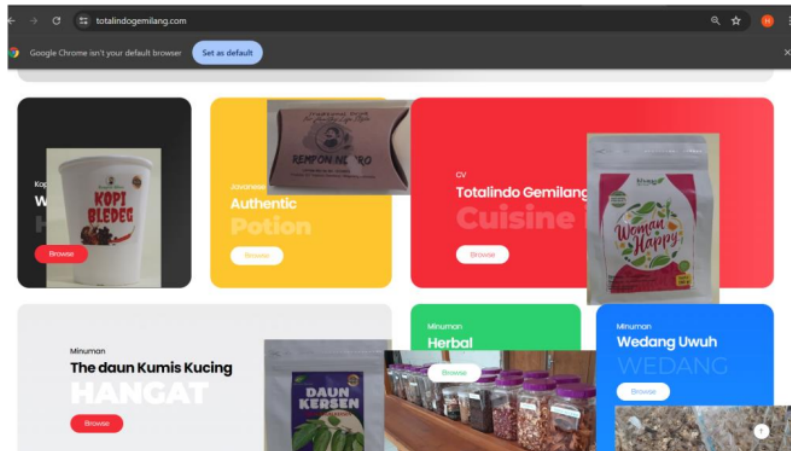 totalindogemilang.com
Google Chrome isn't your default browser
Set as default
KOPI
BLEDEG
Browse
Authentic
Potion
Browse
REMPON
CV
Totalindo Gemilang
Cuisine
Browse
Woman
Happy
Minuman
The daun Kumis Kucing
HANGAT
Browse
DAUN
KERSEN
Minuman
Herbal
Browse
Minuman
Wedang Uwuh
WEDANG
Browse